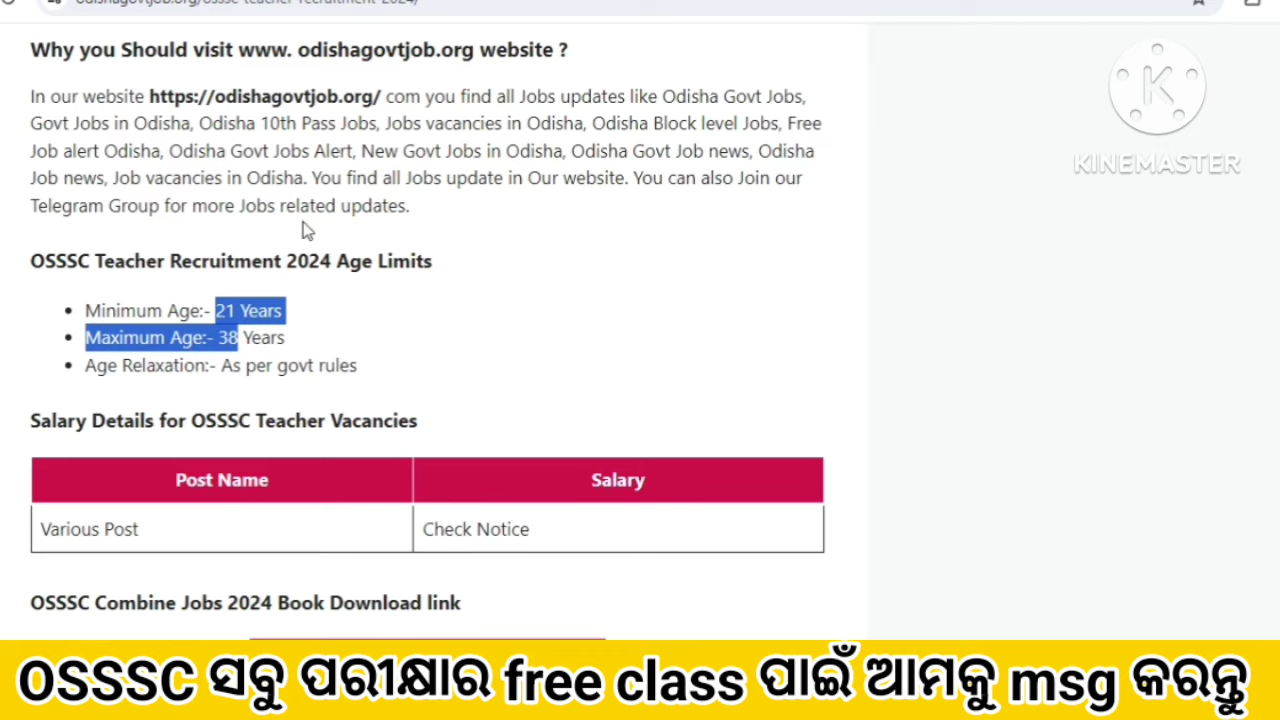 odishagovtjob.org/osssc-teacher-recruitment-2024/
Why you Should visit www. odishagovtjob.org website ?
In our website https://odishagovtjob.org/ com you find all Jobs updates like Odisha Govt Jobs,
Govt Jobs in Odisha, Odisha 10th Pass Jobs, Jobs vacancies in Odisha, Odisha Block level Jobs, Free
Job alert Odisha, Odisha Govt Jobs Alert, New Govt Jobs in Odisha, Odisha Govt Job news, Odisha
Job news, Job vacancies in Odisha. You find all Jobs update in Our website. You can also Join our
Telegram Group for more Jobs related updates.
K
KINEMASTER
OSSSC Teacher Recruitment 2024 Age Limits
Minimum Age:- 21 Years
Maximum Age:- 38 Years
Age Relaxation:- As per govt rules
Salary Details for OSSSC Teacher Vacancies
Post Name Salary
Various Post Check Notice
OSSSC Combine Jobs 2024 Book Download link
OSSSC ସବୁ ପରୀକ୍ଷାର free class ପାଇଁ ଆମକୁ msg କରନ୍ତୁ